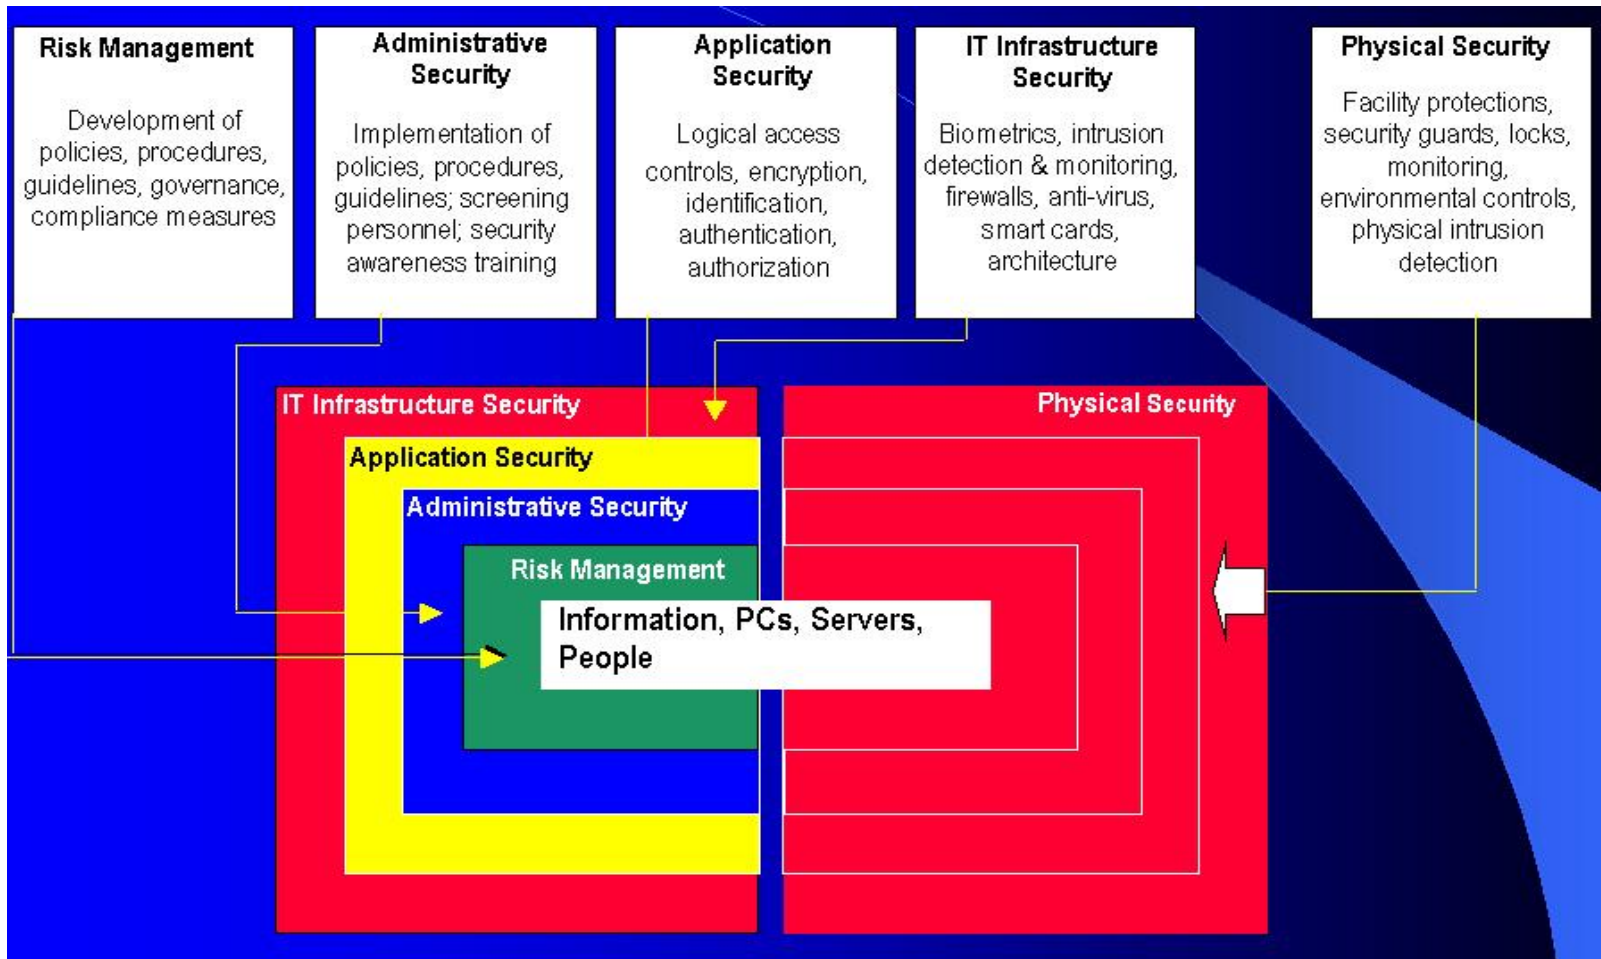 Risk Management
Development of
policies, procedures,
guidelines, governance,
compliance measures
Administrative
Security
Implementation of
policies, procedures,
guidelines; screening
personnel; security
awareness training
Application
Security
Logical access
controls, encryption,
identification,
authentication,
authorization
IT Infrastructure
Security
Biometrics, intrusion
detection & monitoring,
firewalls, anti-virus,
smart cards,
architecture
Physical Security
Facility protections,
security guards, locks,
monitoring,
environmental controls,
physical intrusion
detection
IT Infrastructure Security
Physical Security
Application Security
Administrative Security
Risk Management
Information, PCs, Servers,
People